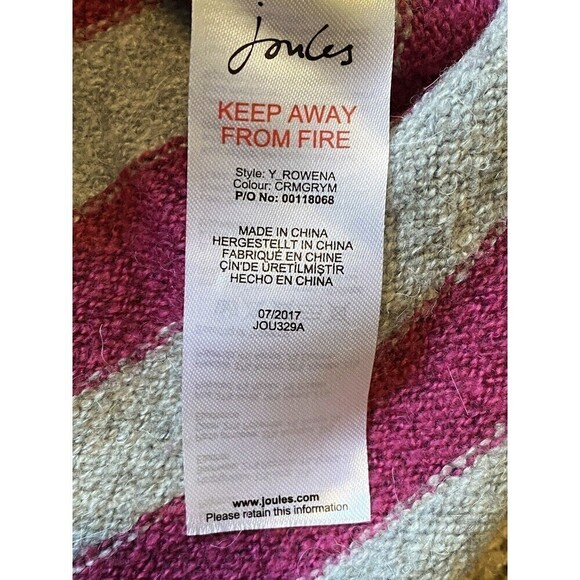 Joules
KEEP AWAY
FROM FIRE
Style: Y_ROWENA
Colour: CRMGRYM
P/O No: 00118068
MADE IN CHINA
HERGESTELLT IN CHINA
FABRIQUÉ EN CHINE
ÇIN'DE ÜRETILMIŞTIR
HECHO EN CHINA
07/2017
JOU329A
www.joules.com
Please retain this information